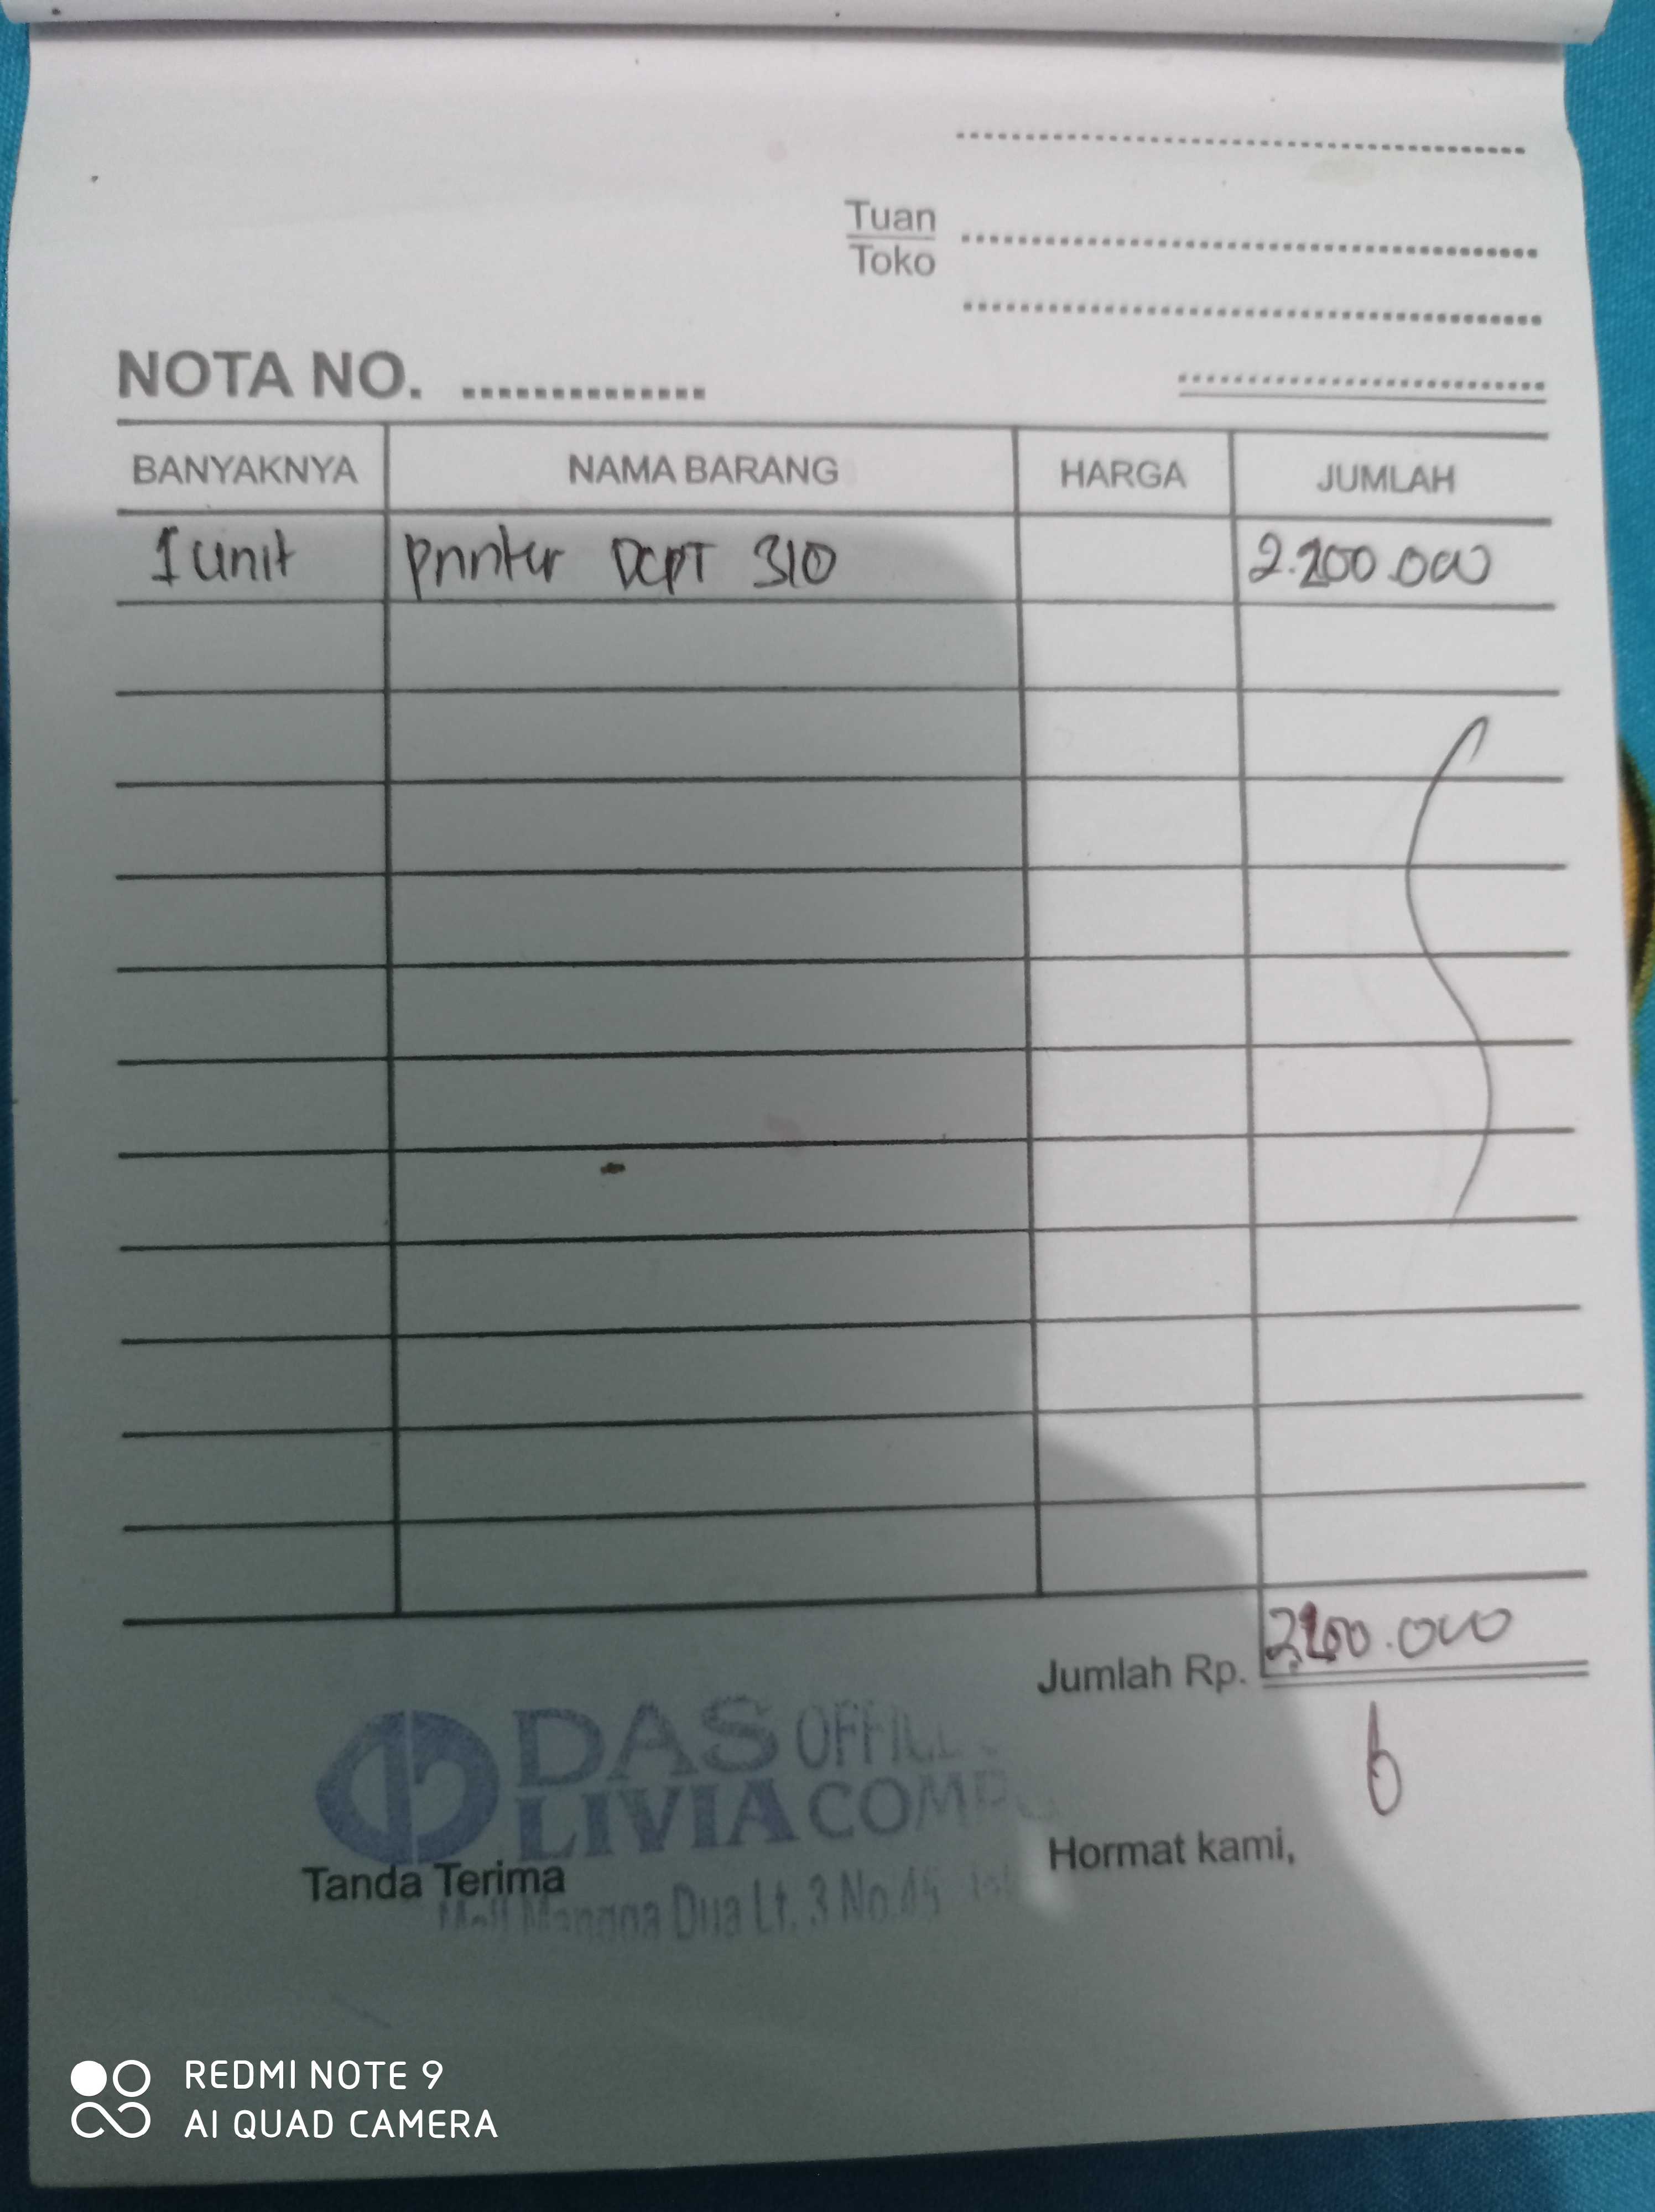 Tuan
Toko
NOTA NO. ..............
BANYAKNYA NAMA BARANG HARGA JUMLAH
1 unit printer DCPT 310 2.200.000
Jumlah Rp. 2.200.000
DAS OFFICE
LIVIA COMP
Hormat kami,
Tanda Terima
Mall Mangga Dua Lt. 3 No.45
REDMI NOTE 9
AI QUAD CAMERA